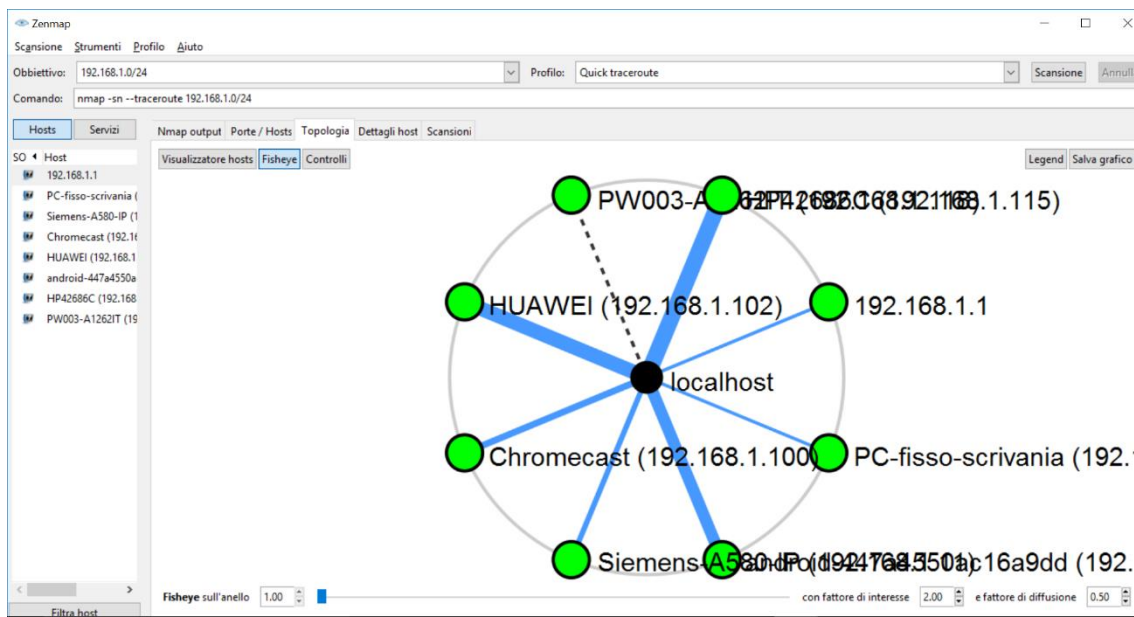 Zenmap
Scansione Strumenti Profilo Aiuto
Obbiettivo: 192.168.1.0/24 Profilo: Quick traceroute Scansione Annull
Comando: nmap -sn --traceroute 192.168.1.0/24
Hosts Servizi Nmap output Porte / Hosts Topologia Dettagli host Scansioni
SO Host
Visualizzatore hosts Fisheye Controlli Legend Salva grafico
192.168.1.1
PC-fisso-scrivania (
Siemens-A580-IP (1
Chromecast (192.16
HUAWEI (192.168.1
android-447a4550a
HP42686C (192.168
PW003-A1262IT (19
HUAWEI (192.168.1.102)
192.168.1.1
localhost
Chromecast (192.168.1.100)
PC-fisso-scrivania (192.
Fisheye sull'anello 1.00 con fattore di interesse 2.00 e fattore di diffusione 0.50
Filtra host